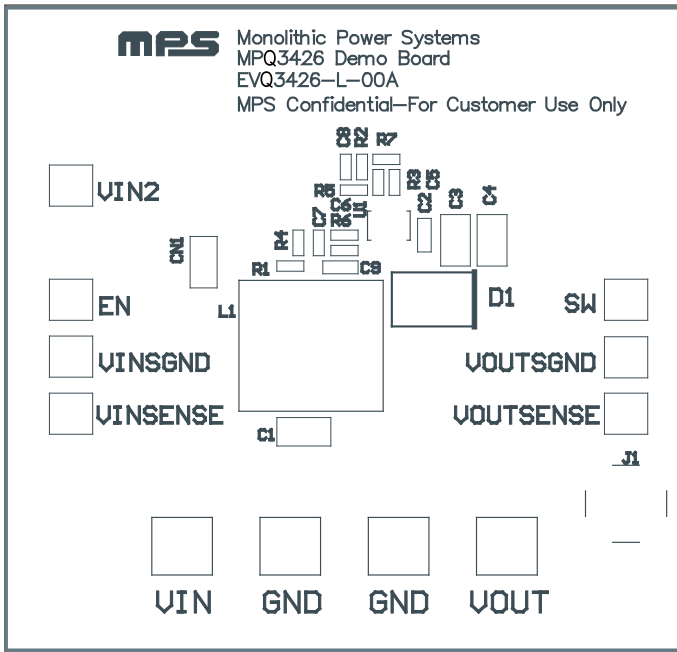 mps
Monolithic Power Systems
MPQ3426 Demo Board
EVQ3426-L-00A
MPS Confidential-For Customer Use Only
C8
R2
R7
R5
R3
C5
VIN2
C6
U1
C2
C3
C4
R4
C7
R6
CN1
R1
C9
EN
L1
D1
SW
VINSGND
VOUTSGND
VINSENSE
VOUTSENSE
C1
J1
VIN
GND
GND
VOUT